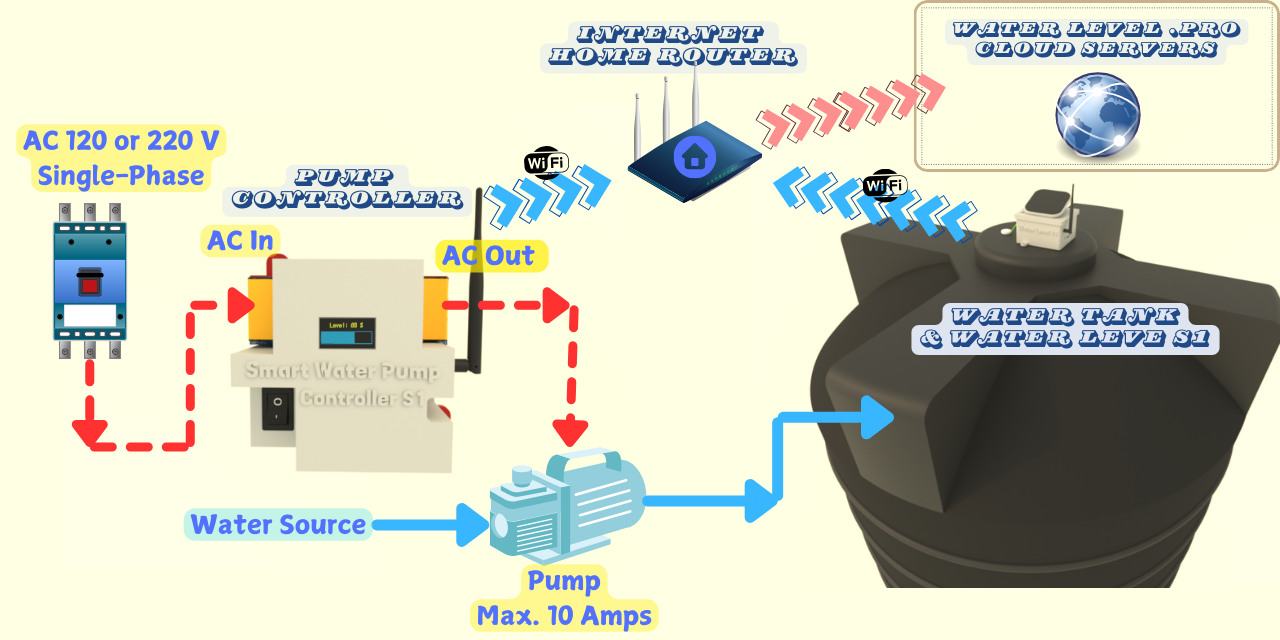 INTERNET
HOME ROUTER
WATER LEVEL .PRO
CLOUD SERVERS
AC 120 or 220 V
Single-Phase
PUMP
CONTROLLER
WiFi
WiFi
AC In
AC Out
Level: 60 %
Smart Water Pump
Controller S1
WATER TANK
& WATER LEVE S1
Water Source
Pump
Max. 10 Amps